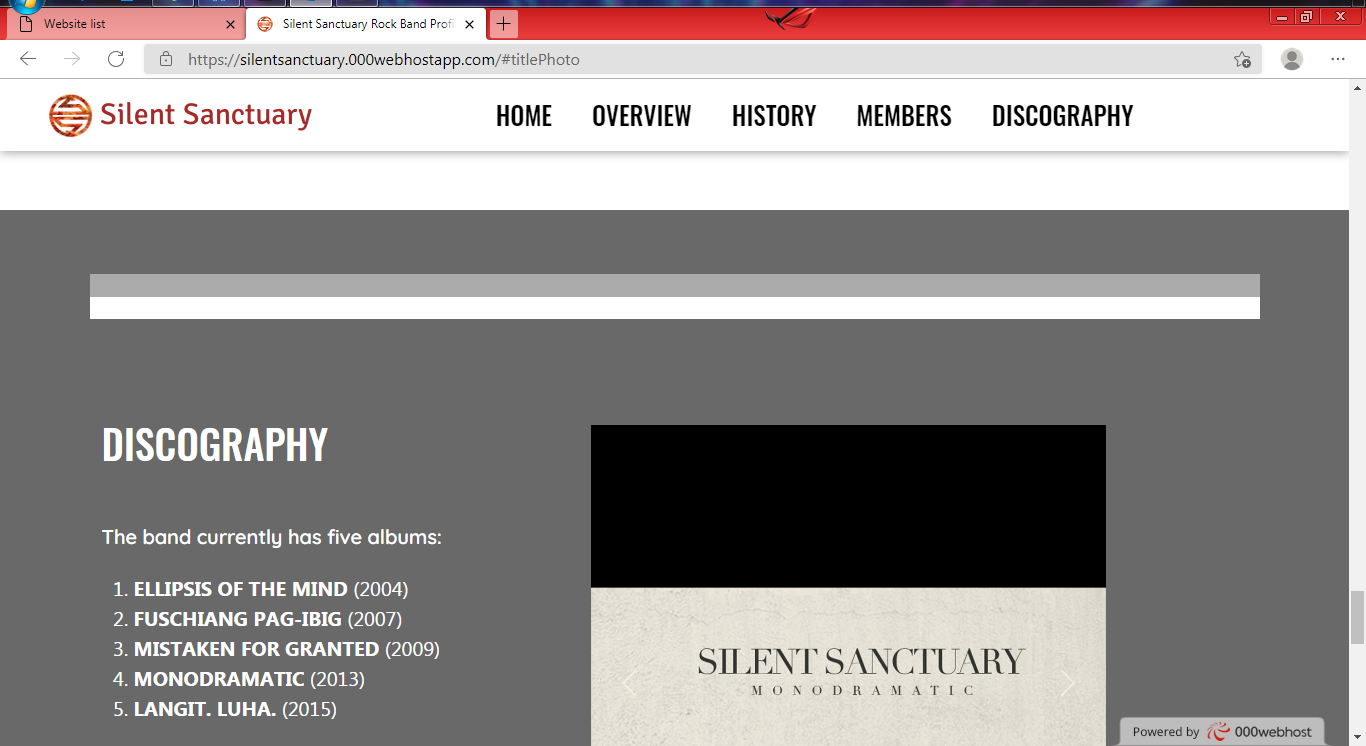 Website list
Silent Sanctuary Rock Band Profi
https://silentsanctuary.000webhostapp.com/#titlePhoto
Silent Sanctuary
HOME
OVERVIEW
HISTORY
MEMBERS
DISCOGRAPHY
DISCOGRAPHY
The band currently has five albums:
1. ELLIPSIS OF THE MIND (2004)
2. FUSCHIANG PAG-IBIG (2007)
3. MISTAKEN FOR GRANTED (2009)
4. MONODRAMATIC (2013)
5. LANGIT. LUHA. (2015)
SILENT SANCTUARY
MONODRAMATIC
Powered by 000webhost